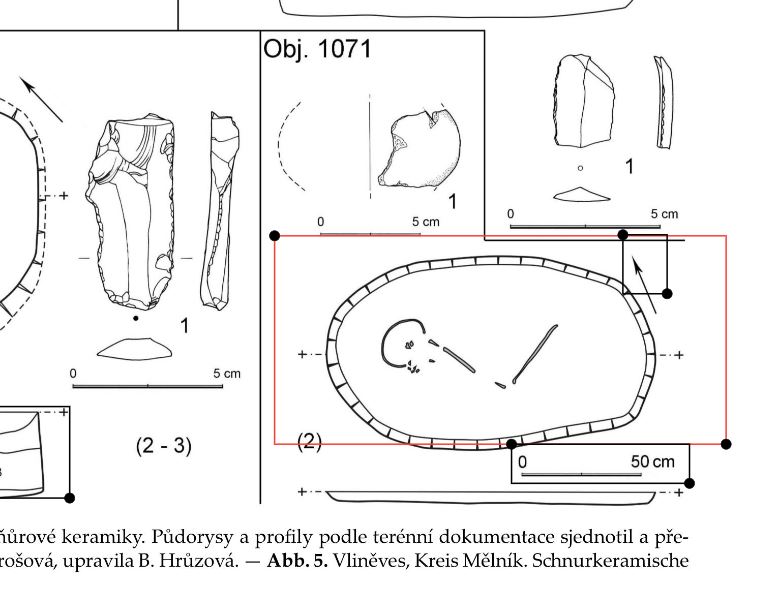 Obj. 1071
1
0 5 cm
1
0 5 cm
1
0 5 cm
(2 - 3)
(2)
0 50 cm
ňůrové keramiky. Půdorysy a profily podle terénní dokumentace sjednotil a pře-
rošová, upravila B. Hrůzová. — Abb. 5. Vliněves, Kreis Mělník. Schnurkeramische